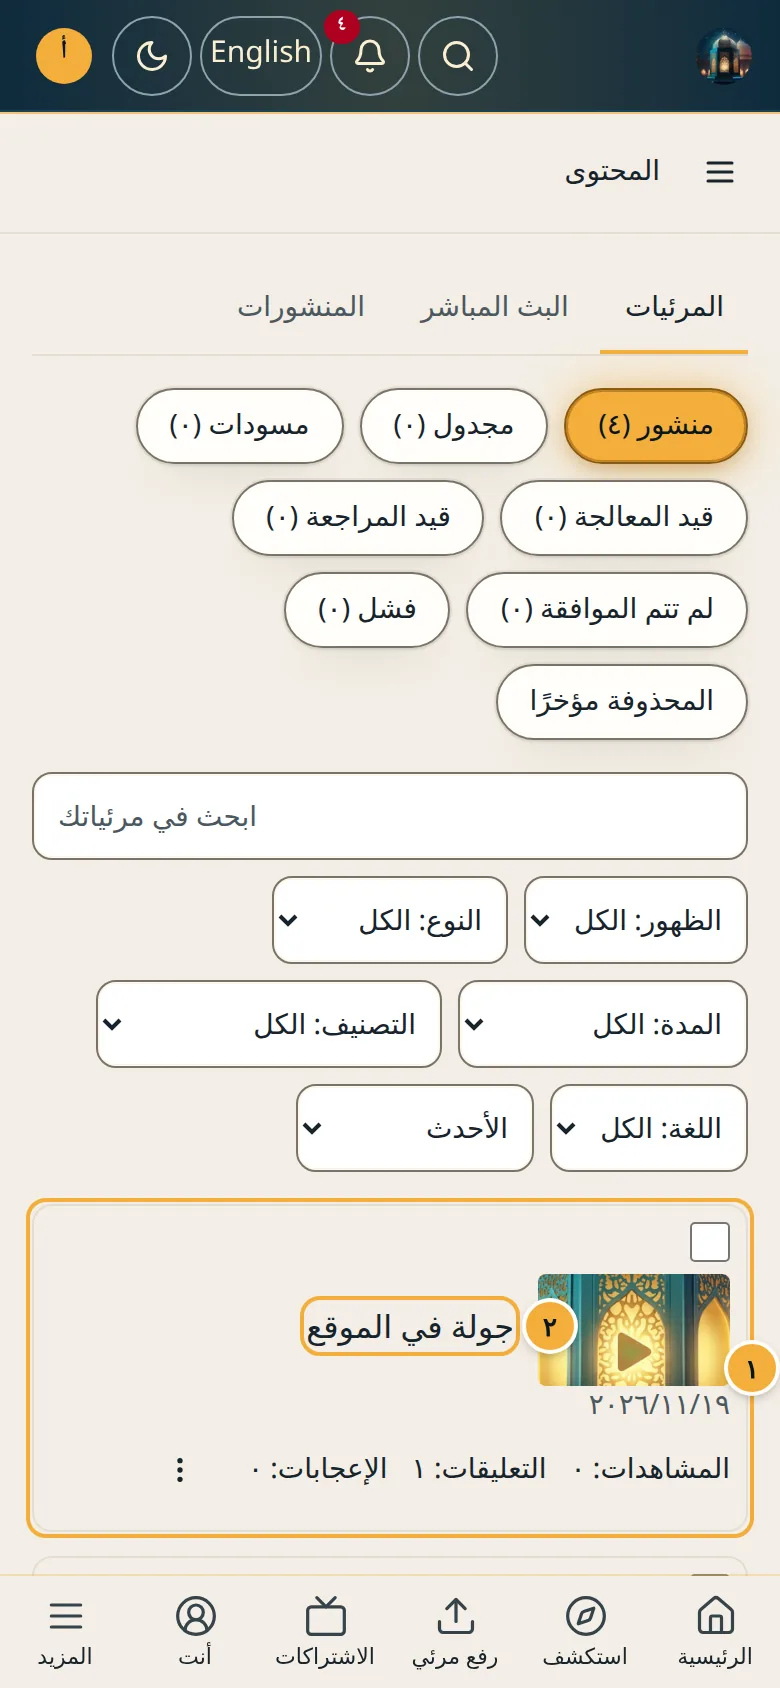 ٤
English
أ
المحتوى
المرئيات البث المباشر المنشورات
منشور (٤) مجدول (٠) مسودات (٠)
قيد المعالجة (٠) قيد المراجعة (٠)
لم تتم الموافقة (٠) فشل (٠)
المحذوفة مؤخرًا
ابحث في مرئياتك
الظهور: الكل النوع: الكل
المدة: الكل التصنيف: الكل
اللغة: الكل الأحدث
٢ جولة في الموقع
١
٢٠٢٦/١١/١٩
المشاهدات: ٠ التعليقات: ١ الإعجابات: ٠
الرئيسية استكشف رفع مرئي الاشتراكات أنت المزيد